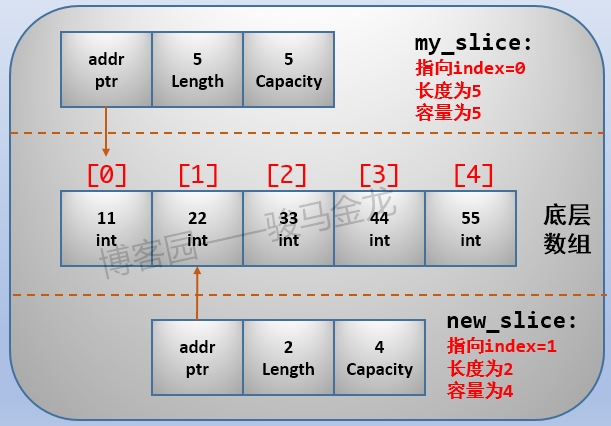 addr
ptr
5
Length
5
Capacity
my_slice:
指向index=0
长度为5
容量为5
[0]
[1]
[2]
[3]
[4]
11
int
22
int
33
int
44
int
55
int
底层
数组
博客园——骏马金龙
addr
ptr
2
Length
4
Capacity
new_slice:
指向index=1
长度为2
容量为4